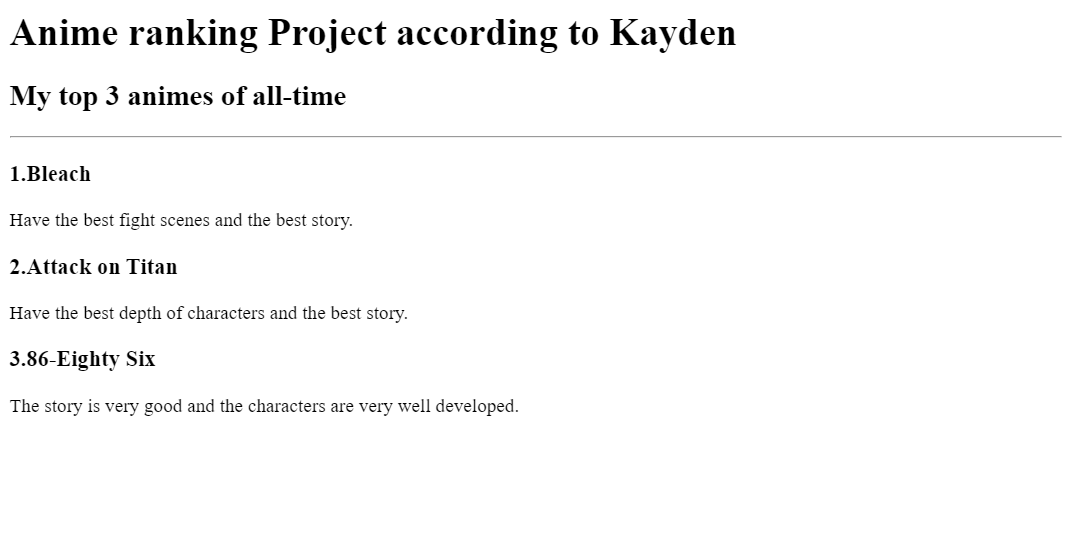 Anime ranking Project according to Kayden
My top 3 animes of all-time
1.Bleach
Have the best fight scenes and the best story.
2.Attack on Titan
Have the best depth of characters and the best story.
3.86-Eighty Six
The story is very good and the characters are very well developed.